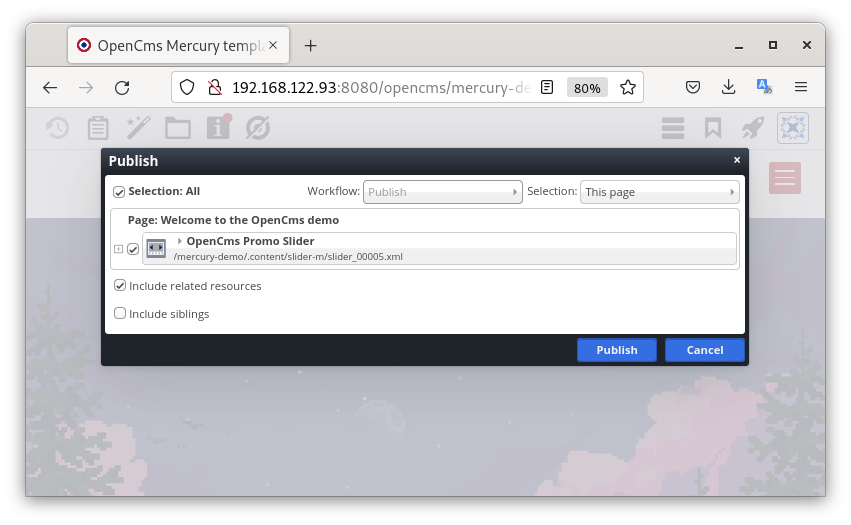 OpenCms Mercury templa
192.168.122.93:8080/opencms/mercury-de
80%
Publish
Selection: All
Workflow:
Publish
Selection:
This page
Page: Welcome to the OpenCms demo
OpenCms Promo Slider
/mercury-demo/.content/slider-m/slider_00005.xml
Include related resources
Include siblings
Publish
Cancel